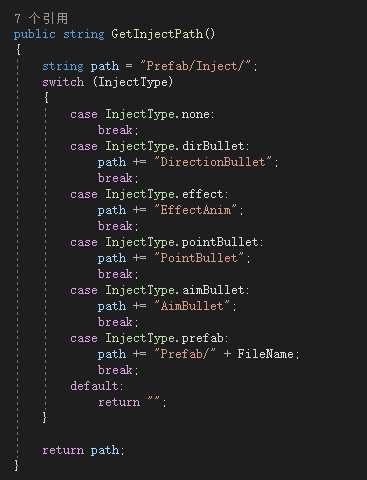 7 个引用
public string GetInjectPath()
{
    string path = "Prefab/Inject/";
    switch (InjectType)
    {
        case InjectType.none:
            break;
        case InjectType.dirBullet:
            path += "DirectionBullet";
            break;
        case InjectType.effect:
            path += "EffectAnim";
            break;
        case InjectType.pointBullet:
            path += "PointBullet";
            break;
        case InjectType.aimBullet:
            path += "AimBullet";
            break;
        case InjectType.prefab:
            path += "Prefab/" + FileName;
            break;
        default:
            return "";
    }

    return path;
}